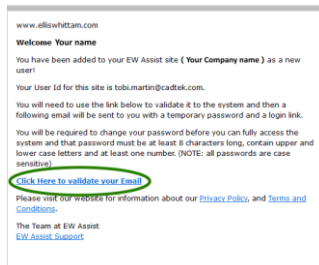 www.elliswhittam.com
Welcome Your name
You have been added to your EW Assist site ( Your Company name ) as a new
user!
Your User Id for this site is tobi.martin@cadtek.com.
You will need to use the link below to validate it to the system and then a
following email will be sent to you with a temporary password and a login link.
You will be required to change your password before you can fully access the
system and that password must be at least 8 characters long, contain upper and
lower case letters and at least one number. (NOTE: all passwords are case
sensitive)
Click Here to validate your Email
Please visit our website for information about our Privacy Policy, and Terms and
Conditions.
The Team at EW Assist
EW Assist Support